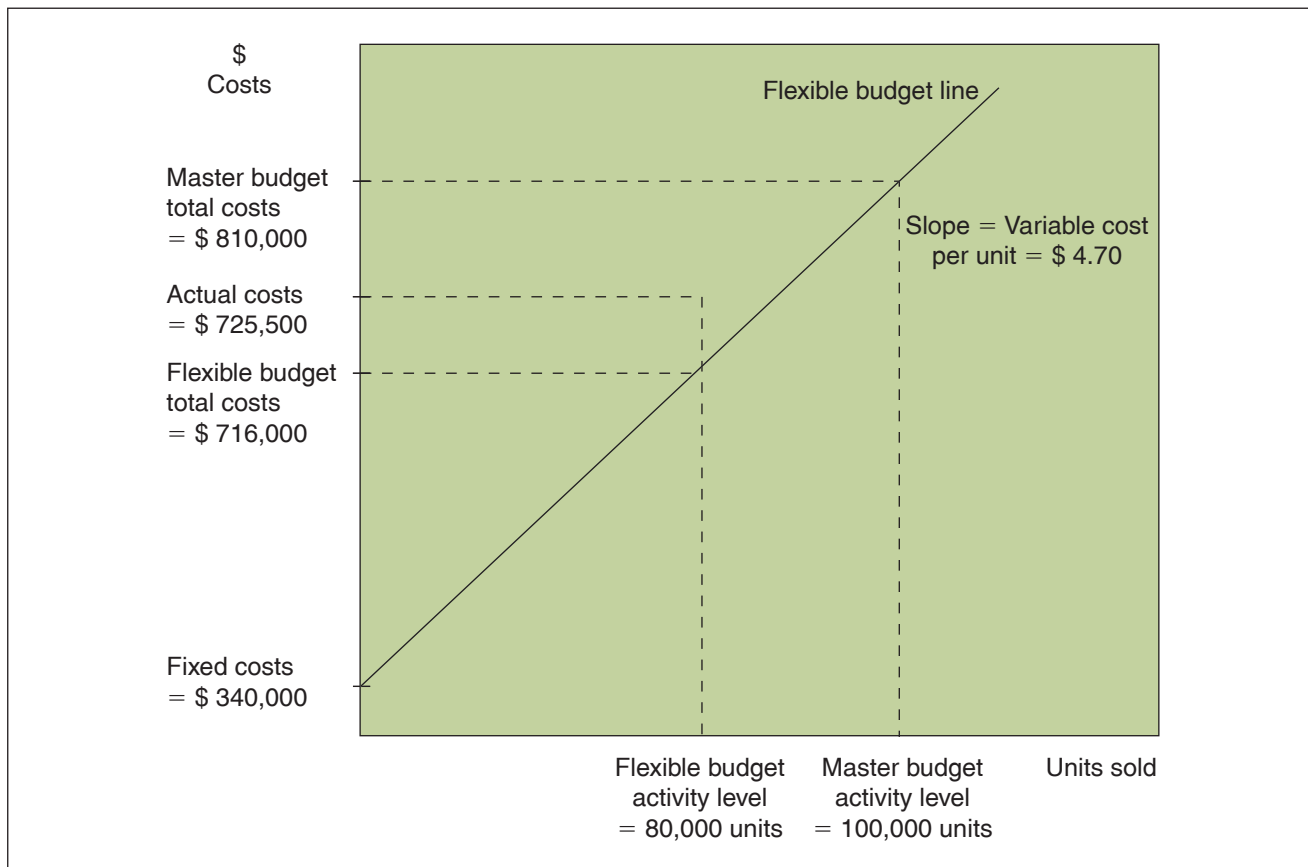 $
Costs
Flexible budget line
Master budget
total costs
= $ 810,000
Slope = Variable cost
per unit = $ 4.70
Actual costs
= $ 725,500
Flexible budget
total costs
= $ 716,000
Fixed costs
= $ 340,000
Flexible budget
activity level
= 80,000 units
Master budget
activity level
= 100,000 units
Units sold